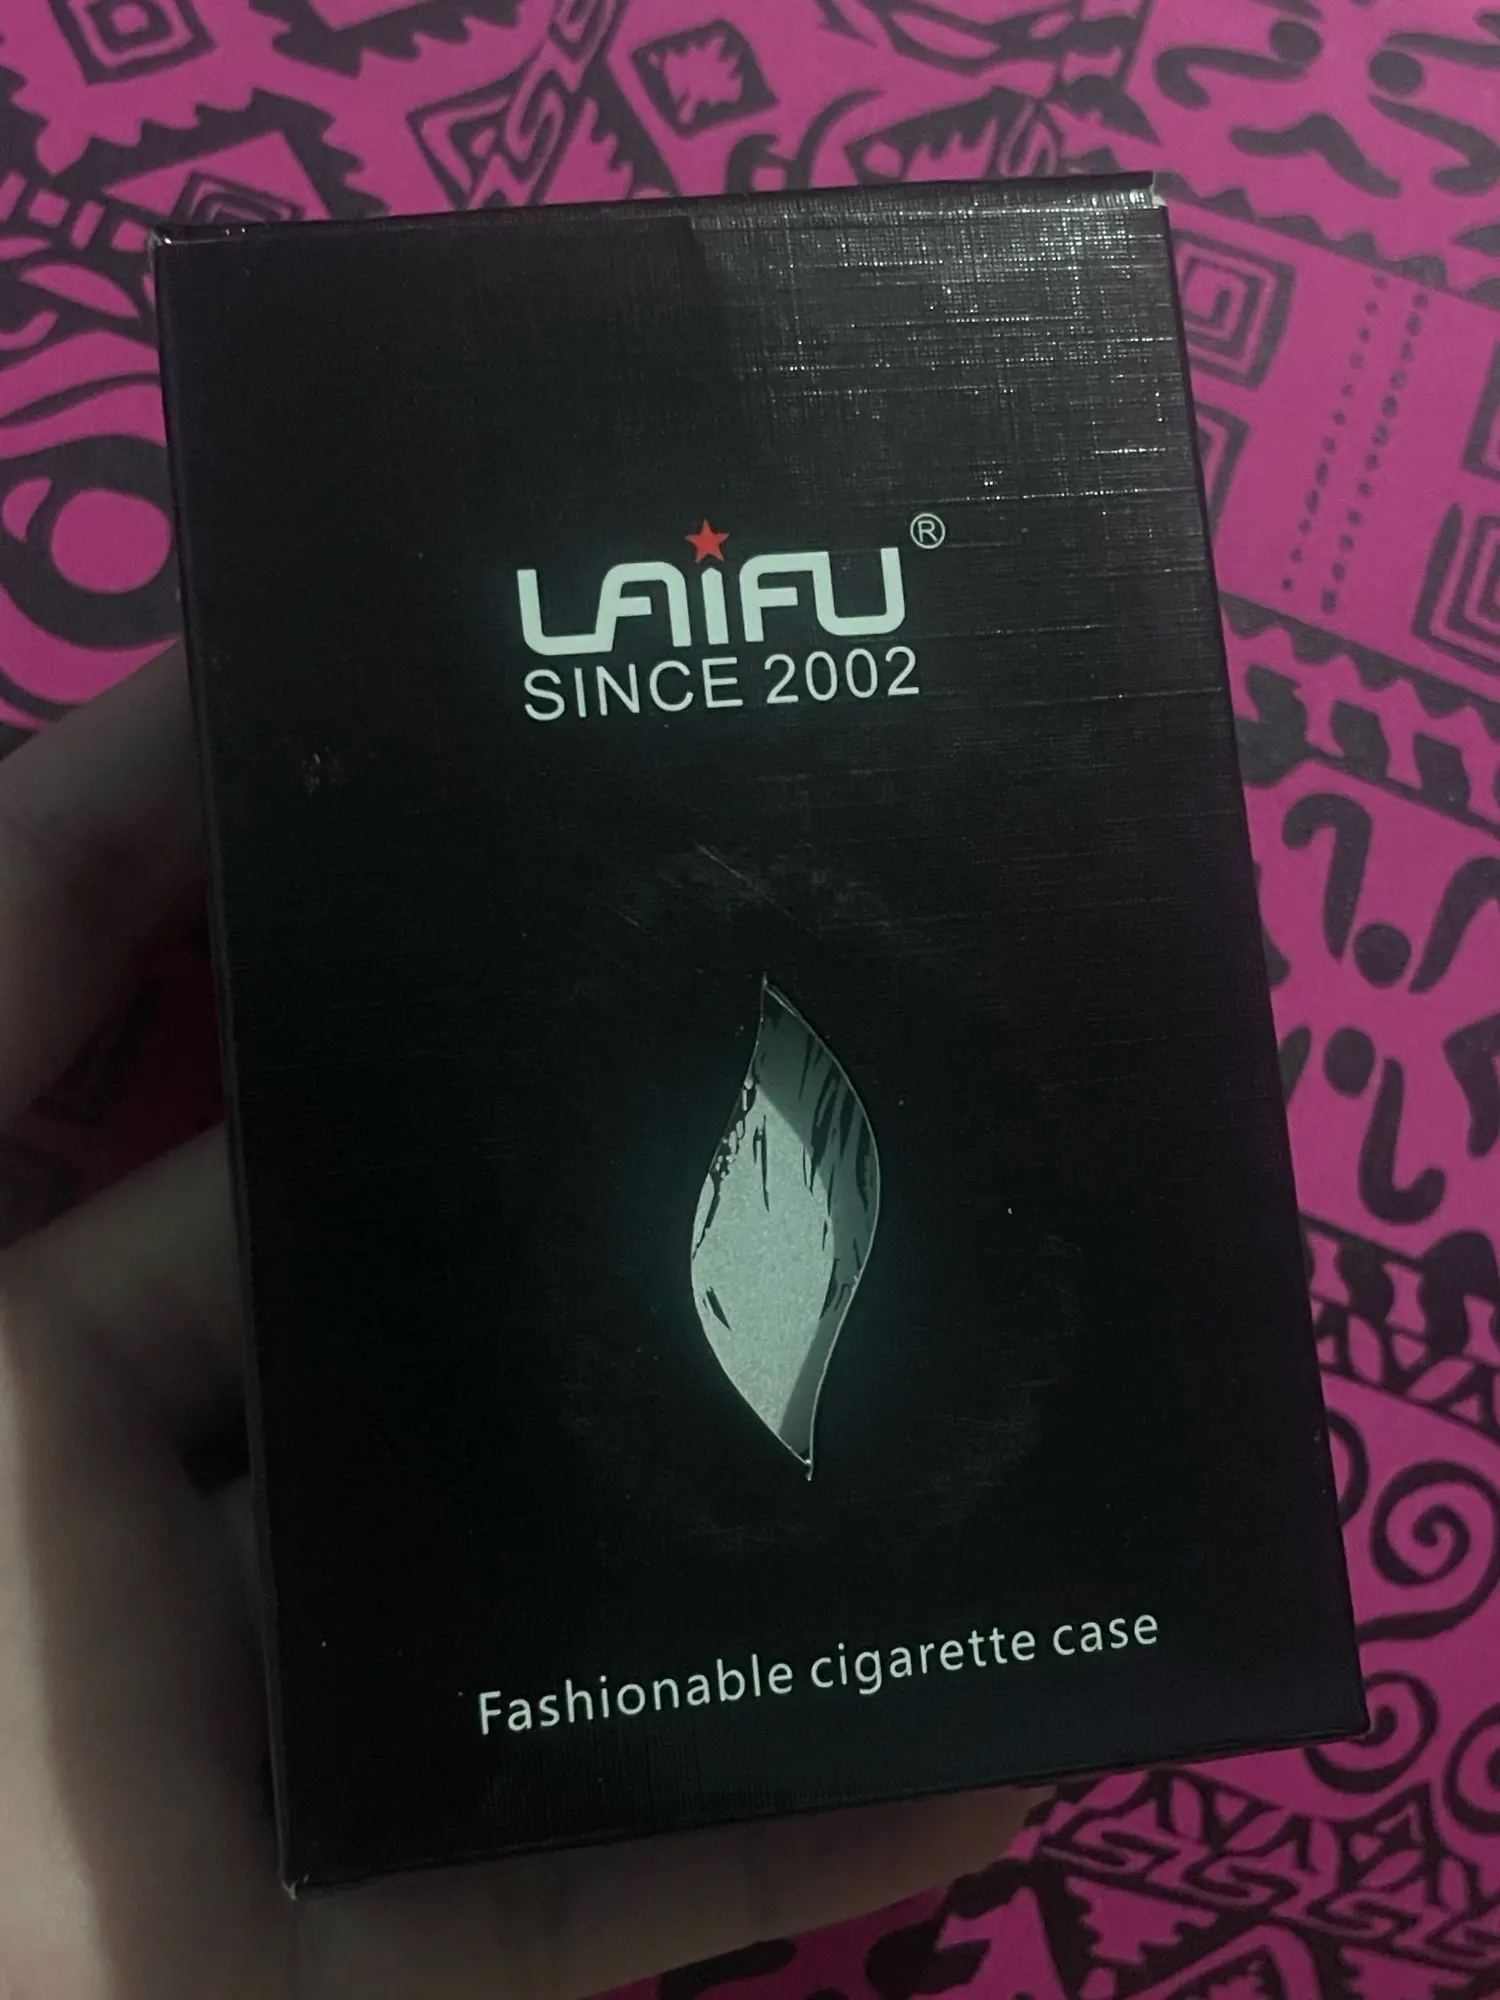 LAIFU®
SINCE 2002
Fashionable cigarette case